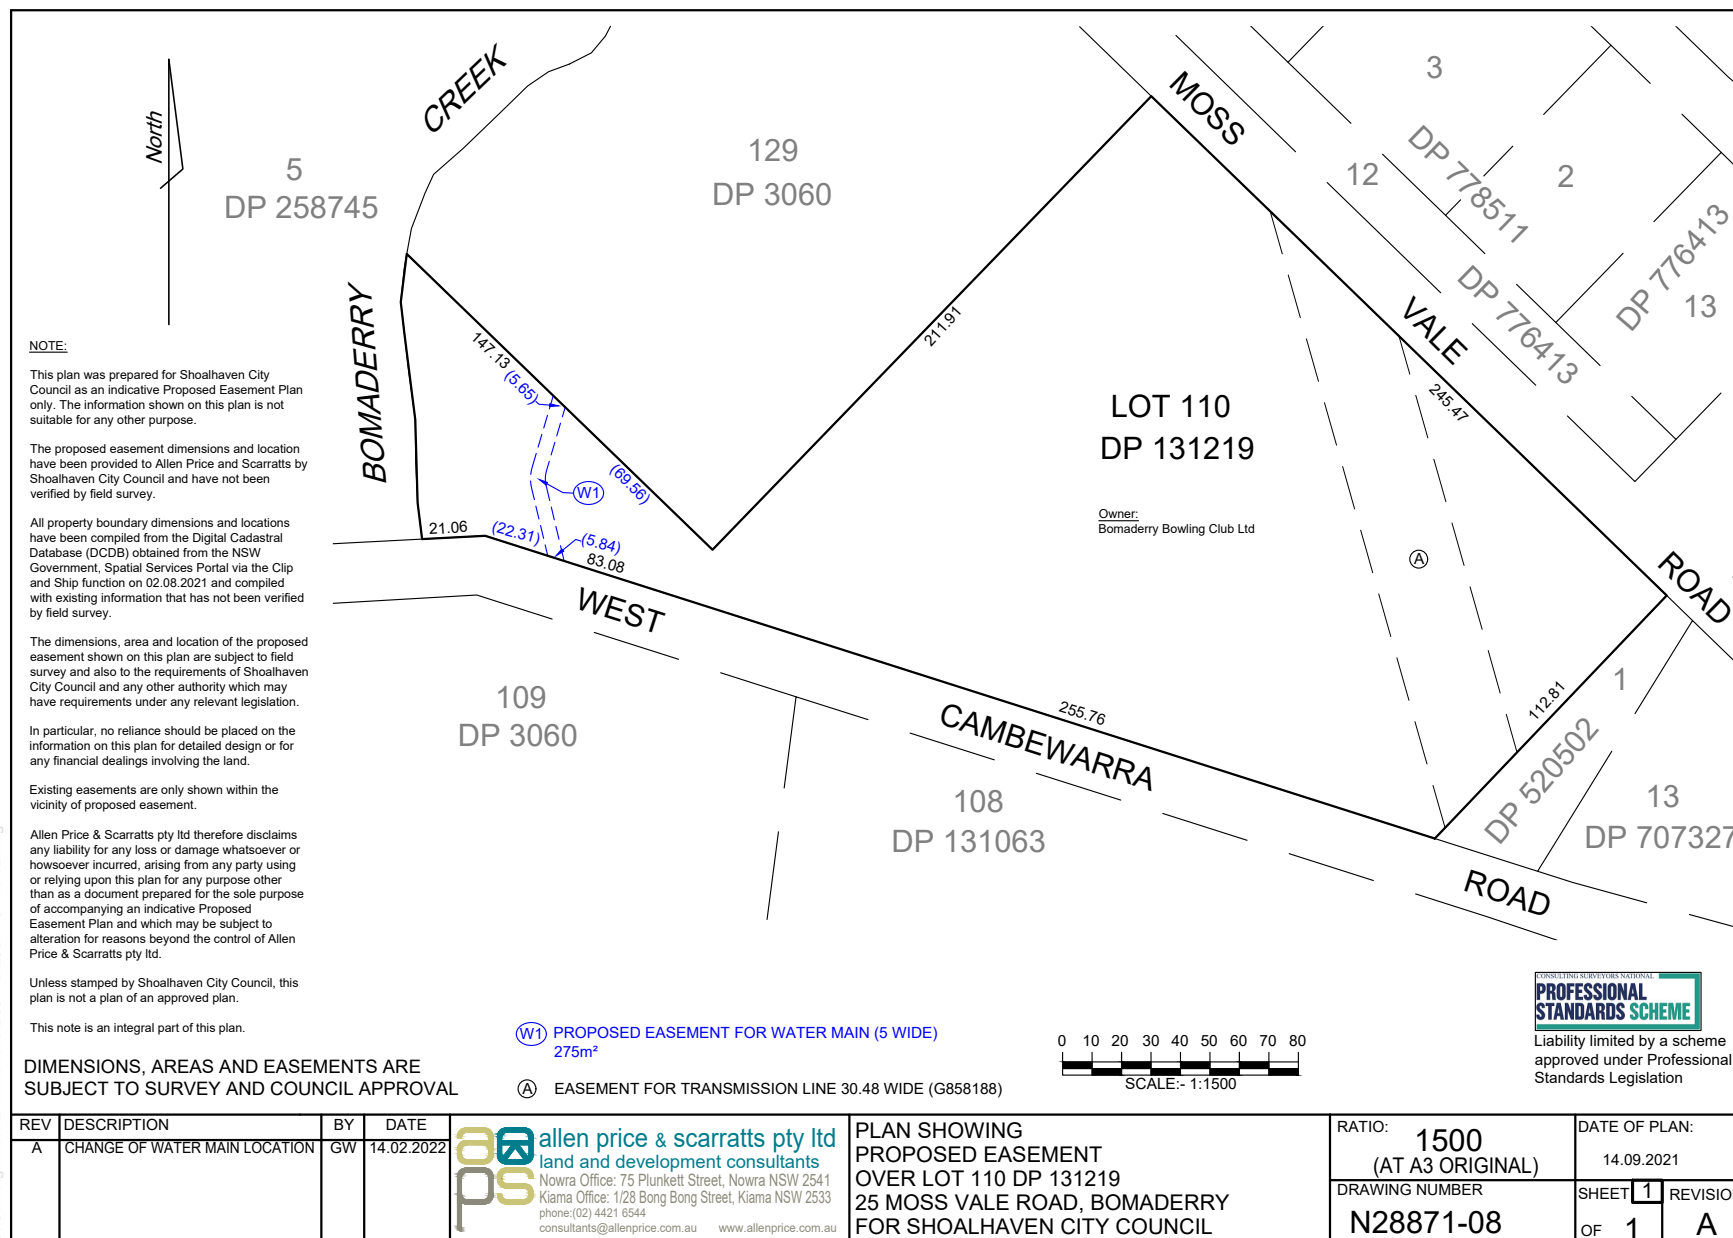 North
5
DP 258745
CREEK
129
DP 3060
BOMADERRY
MOSS
VALE
ROAD
3
DP 778511
12
2
DP 776413
DP 776413
13
147.13
(5.65)
(69.56)
211.91
245.47
W1
21.06
(22.31)
(5.84)
83.08
LOT 110
DP 131219
Owner:
Bomaderry Bowling Club Ltd
A
WEST
CAMBEWARRA
ROAD
255.76
112.81
1
DP 520502
13
DP 707327
109
DP 3060
108
DP 131063
NOTE:
This plan was prepared for Shoalhaven City
Council as an indicative Proposed Easement Plan
only. The information shown on this plan is not
suitable for any other purpose.
The proposed easement dimensions and location
have been provided to Allen Price and Scarratts by
Shoalhaven City Council and have not been
verified by field survey.
All property boundary dimensions and locations
have been compiled from the Digital Cadastral
Database (DCDB) obtained from the NSW
Government, Spatial Services Portal via the Clip
and Ship function on 02.08.2021 and compiled
with existing information that has not been verified
by field survey.
The dimensions, area and location of the proposed
easement shown on this plan are subject to field
survey and also to the requirements of Shoalhaven
City Council and any other authority which may
have requirements under any relevant legislation.
In particular, no reliance should be placed on the
information on this plan for detailed design or for
any financial dealings involving the land.
Existing easements are only shown within the
vicinity of proposed easement.
Allen Price & Scarratts pty ltd therefore disclaims
any liability for any loss or damage whatsoever or
howsoever incurred, arising from any party using
or relying upon this plan for any purpose other
than as a document prepared for the sole purpose
of accompanying an indicative Proposed
Easement Plan and which may be subject to
alteration for reasons beyond the control of Allen
Price & Scarratts pty ltd.
Unless stamped by Shoalhaven City Council, this
plan is not a plan of an approved plan.
This note is an integral part of this plan.
DIMENSIONS, AREAS AND EASEMENTS ARE
SUBJECT TO SURVEY AND COUNCIL APPROVAL
W1 PROPOSED EASEMENT FOR WATER MAIN (5 WIDE)
275m²
A EASEMENT FOR TRANSMISSION LINE 30.48 WIDE (G858188)
0 10 20 30 40 50 60 70 80
SCALE:- 1:1500
CONSULTING SURVEYORS NATIONAL
PROFESSIONAL
STANDARDS SCHEME
Liability limited by a scheme
approved under Professional
Standards Legislation
REV DESCRIPTION BY DATE
A CHANGE OF WATER MAIN LOCATION GW 14.02.2022
aps
allen price & scarratts pty ltd
land and development consultants
Nowra Office: 75 Plunkett Street, Nowra NSW 2541
Kiama Office: 1/28 Bong Bong Street, Kiama NSW 2533
phone:(02) 4421 6544
consultants@allenprice.com.au www.allenprice.com.au
PLAN SHOWING
PROPOSED EASEMENT
OVER LOT 110 DP 131219
25 MOSS VALE ROAD, BOMADERRY
FOR SHOALHAVEN CITY COUNCIL
RATIO:
1500
(AT A3 ORIGINAL)
DATE OF PLAN:
14.09.2021
DRAWING NUMBER
N28871-08
SHEET 1
OF 1
REVISIO
A